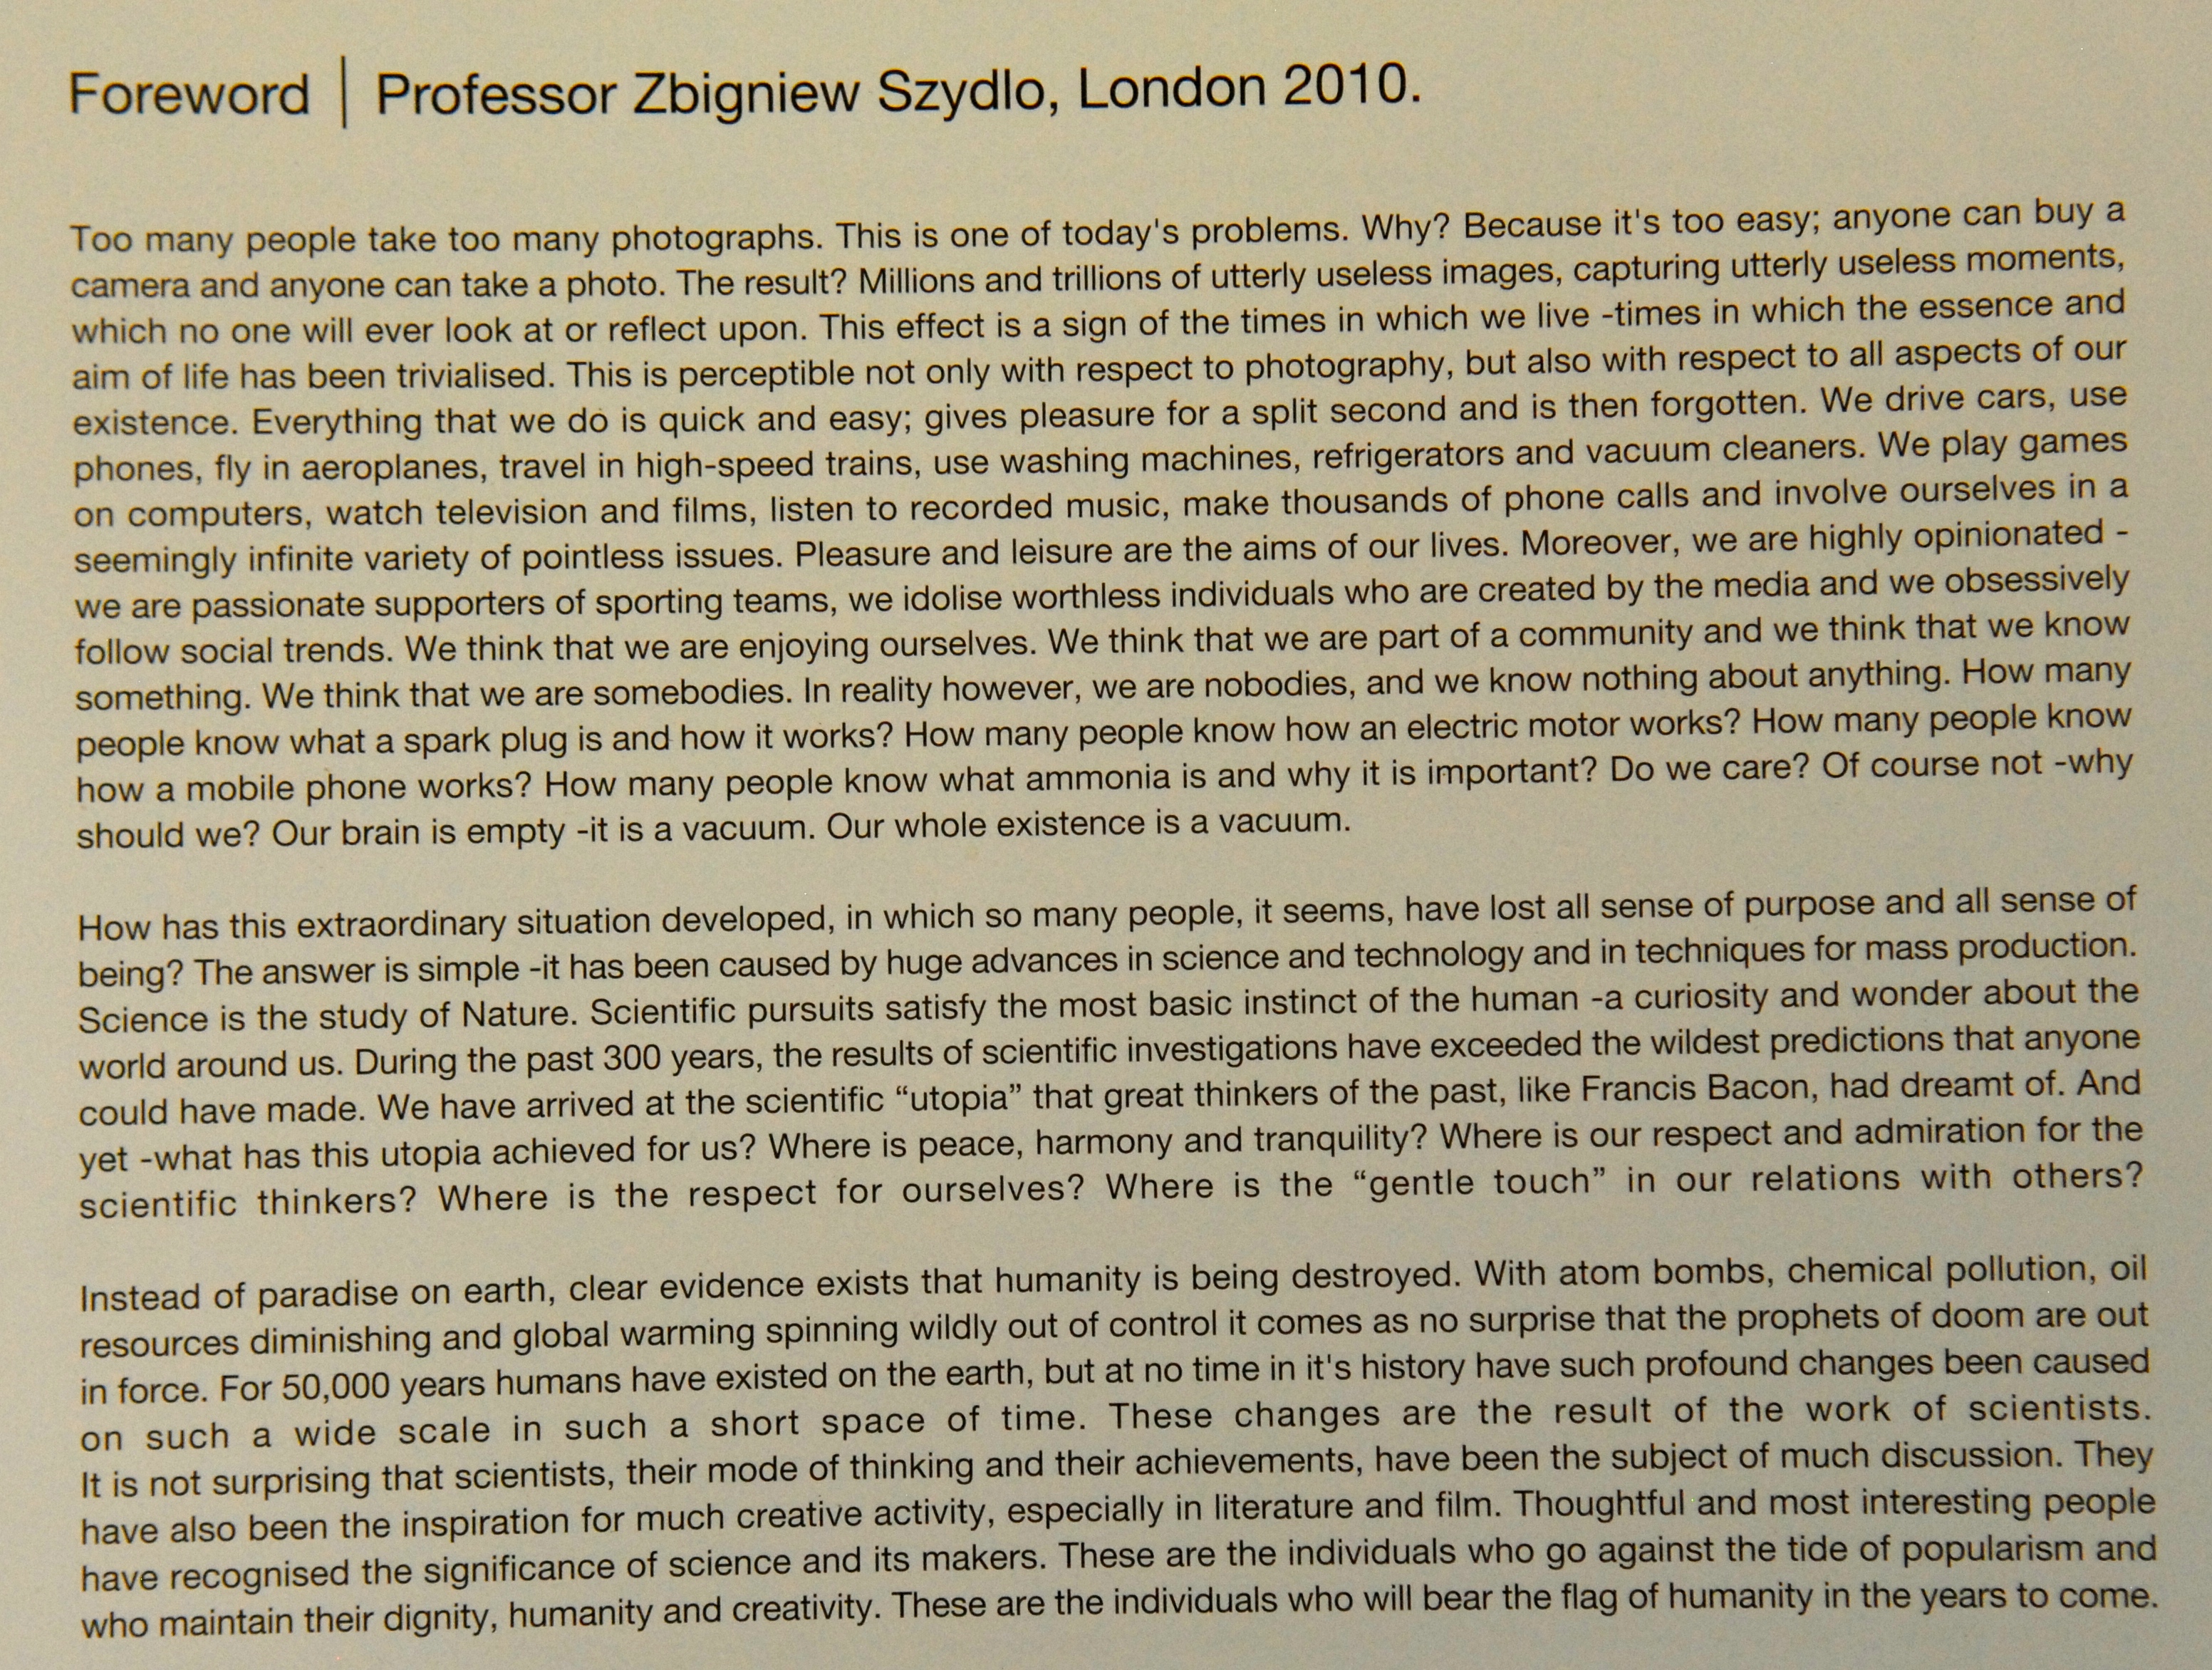 Foreword | Professor Zbigniew Szydlo, London 2010.
Too many people take too many photographs. This is one of today's problems. Why? Because it's too easy; anyone can buy a
camera and anyone can take a photo. The result? Millions and trillions of utterly useless images, capturing utterly useless moments,
which no one will ever look at or reflect upon. This effect is a sign of the times in which we live -times in which the essence and
aim of life has been trivialised. This is perceptible not only with respect to photography, but also with respect to all aspects of our
existence. Everything that we do is quick and easy; gives pleasure for a split second and is then forgotten. We drive cars, use
phones, fly in aeroplanes, travel in high-speed trains, use washing machines, refrigerators and vacuum cleaners. We play games
on computers, watch television and films, listen to recorded music, make thousands of phone calls and involve ourselves in a
seemingly infinite variety of pointless issues. Pleasure and leisure are the aims of our lives. Moreover, we are highly opinionated -
we are passionate supporters of sporting teams, we idolise worthless individuals who are created by the media and we obsessively
follow social trends. We think that we are enjoying ourselves. We think that we are part of a community and we think that we know
something. We think that we are somebodies. In reality however, we are nobodies, and we know nothing about anything. How many
people know what a spark plug is and how it works? How many people know how an electric motor works? How many people know
how a mobile phone works? How many people know what ammonia is and why it is important? Do we care? Of course not -why
should we? Our brain is empty -it is a vacuum. Our whole existence is a vacuum.
How has this extraordinary situation developed, in which so many people, it seems, have lost all sense of purpose and all sense of
being? The answer is simple -it has been caused by huge advances in science and technology and in techniques for mass production.
Science is the study of Nature. Scientific pursuits satisfy the most basic instinct of the human -a curiosity and wonder about the
world around us. During the past 300 years, the results of scientific investigations have exceeded the wildest predictions that anyone
could have made. We have arrived at the scientific “utopia” that great thinkers of the past, like Francis Bacon, had dreamt of. And
yet -what has this utopia achieved for us? Where is peace, harmony and tranquility? Where is our respect and admiration for the
scientific thinkers? Where is the respect for ourselves? Where is the “gentle touch” in our relations with others?
Instead of paradise on earth, clear evidence exists that humanity is being destroyed. With atom bombs, chemical pollution, oil
resources diminishing and global warming spinning wildly out of control it comes as no surprise that the prophets of doom are out
in force. For 50,000 years humans have existed on the earth, but at no time in it's history have such profound changes been caused
on such a wide scale in such a short space of time. These changes are the result of the work of scientists.
It is not surprising that scientists, their mode of thinking and their achievements, have been the subject of much discussion. They
have also been the inspiration for much creative activity, especially in literature and film. Thoughtful and most interesting people
have recognised the significance of science and its makers. These are the individuals who go against the tide of popularism and
who maintain their dignity, humanity and creativity. These are the individuals who will bear the flag of humanity in the years to come.